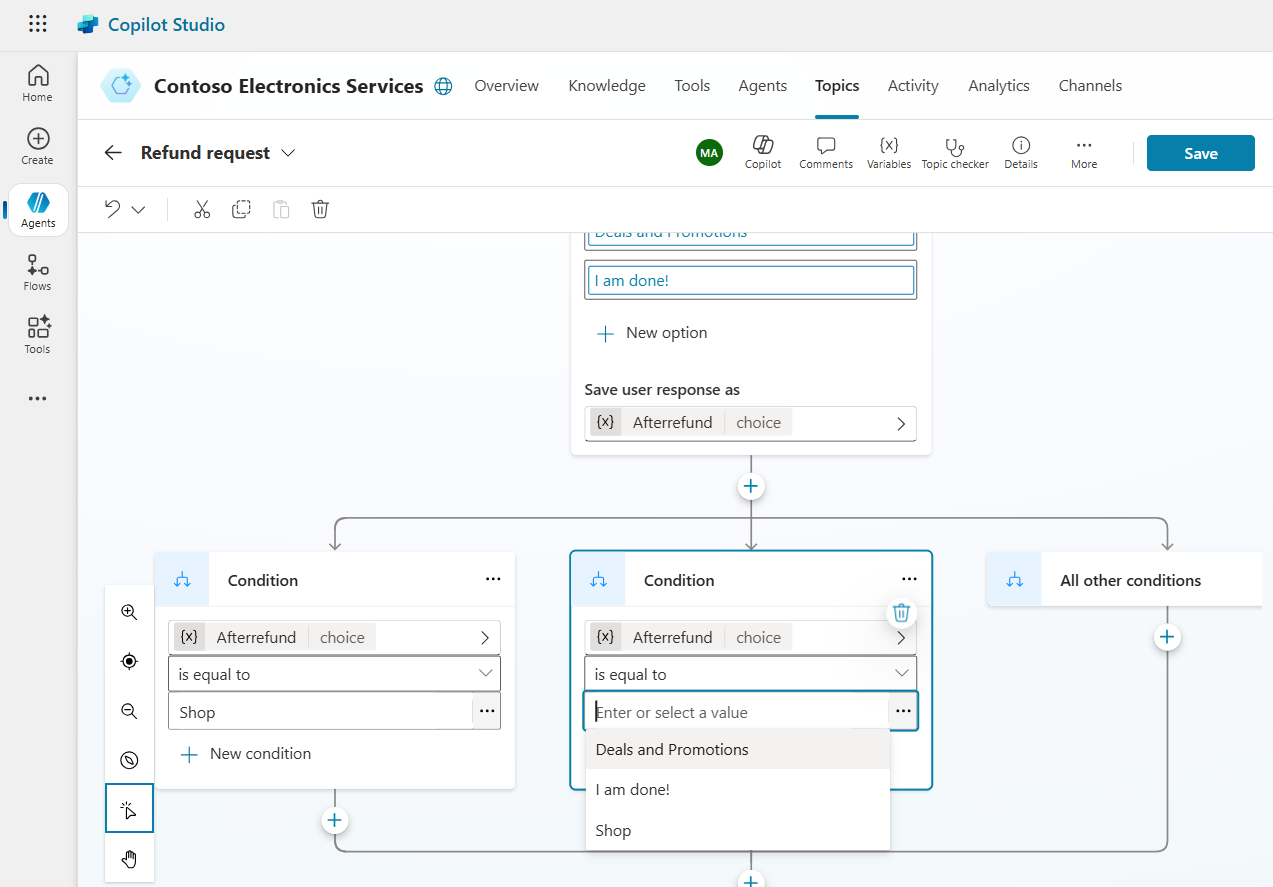 Copilot Studio
Home
Create
Agents
Flows
Tools
Contoso Electronics Services
Overview
Knowledge
Tools
Agents
Topics
Activity
Analytics
Channels
Refund request
MA
Copilot
Comments
{x}
Variables
Topic checker
Details
More
Save
Deals and Promotions
I am done!
New option
Save user response as
{x} Afterrefund choice
Condition
{x} Afterrefund choice
is equal to
Shop
New condition
Condition
{x} Afterrefund choice
is equal to
Enter or select a value
Deals and Promotions
I am done!
Shop
All other conditions